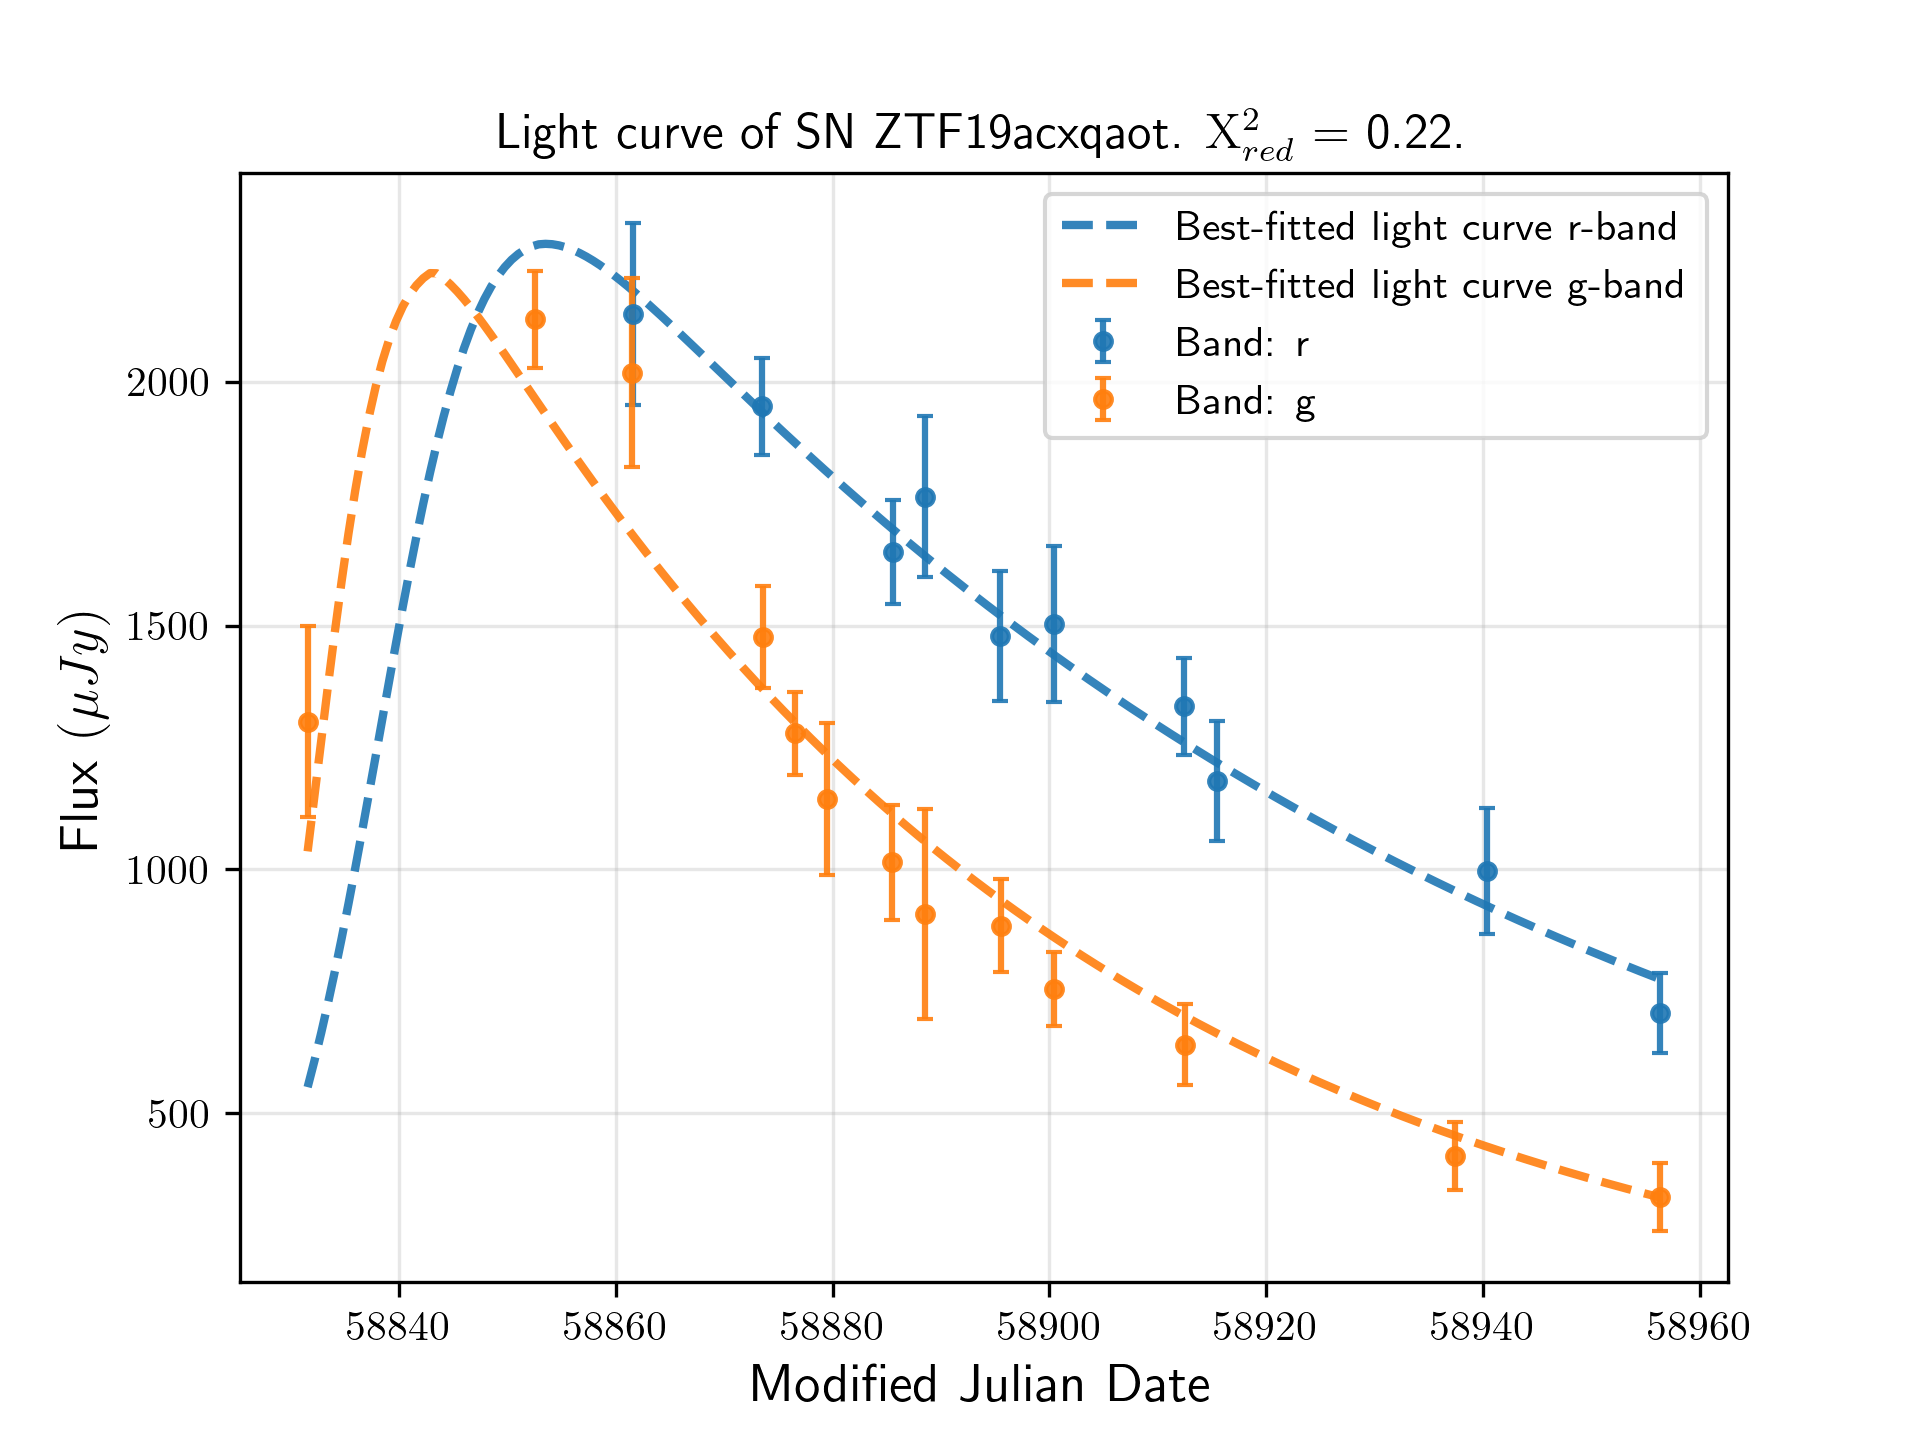 Light curve of SN ZTF19acxqaot. X²_red = 0.22.
Best-fitted light curve r-band
Best-fitted light curve g-band
Band: r
Band: g
Flux (μJy)
2000
1500
1000
500
58840 58860 58880 58900 58920 58940 58960
Modified Julian Date